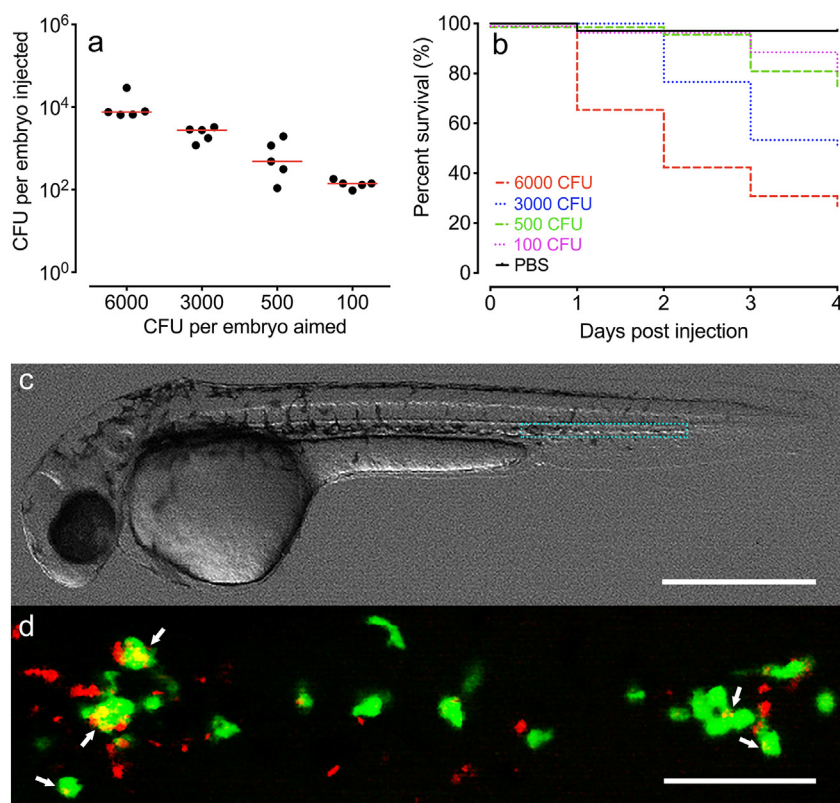 a
CFU per embryo injected
10⁶
10⁴
10²
10⁰
6000 3000 500 100
CFU per embryo aimed
b
Percent survival (%)
100
80
60
40
20
0
6000 CFU
3000 CFU
500 CFU
100 CFU
PBS
0 1 2 3 4
Days post injection
c
d